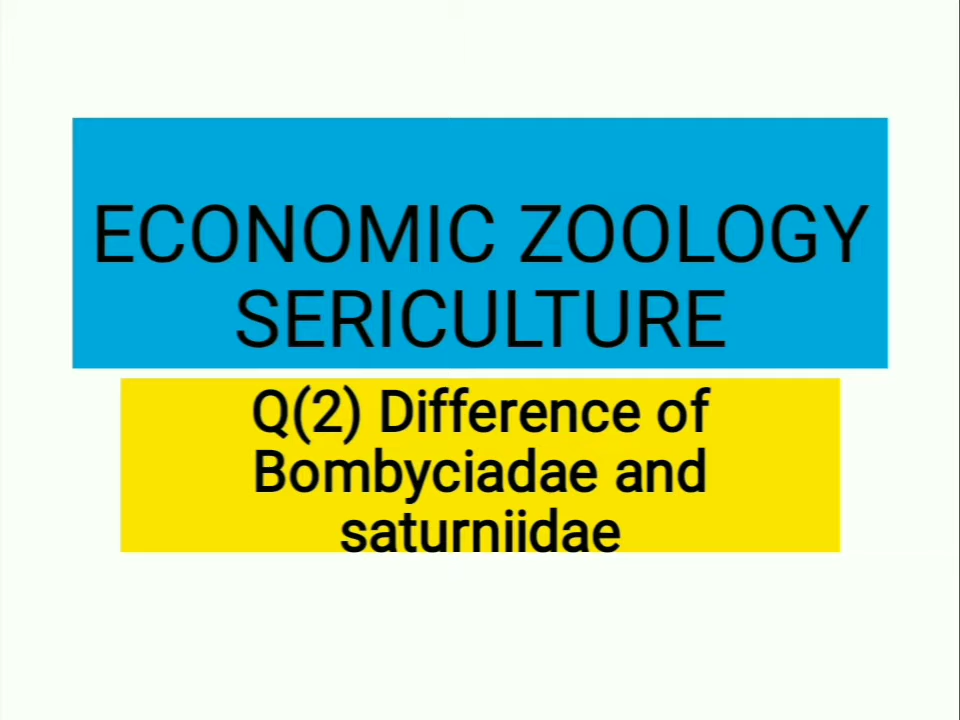 ECONOMIC ZOOLOGY
SERICULTURE
Q(2) Difference of
Bombyciadae and
saturniidae